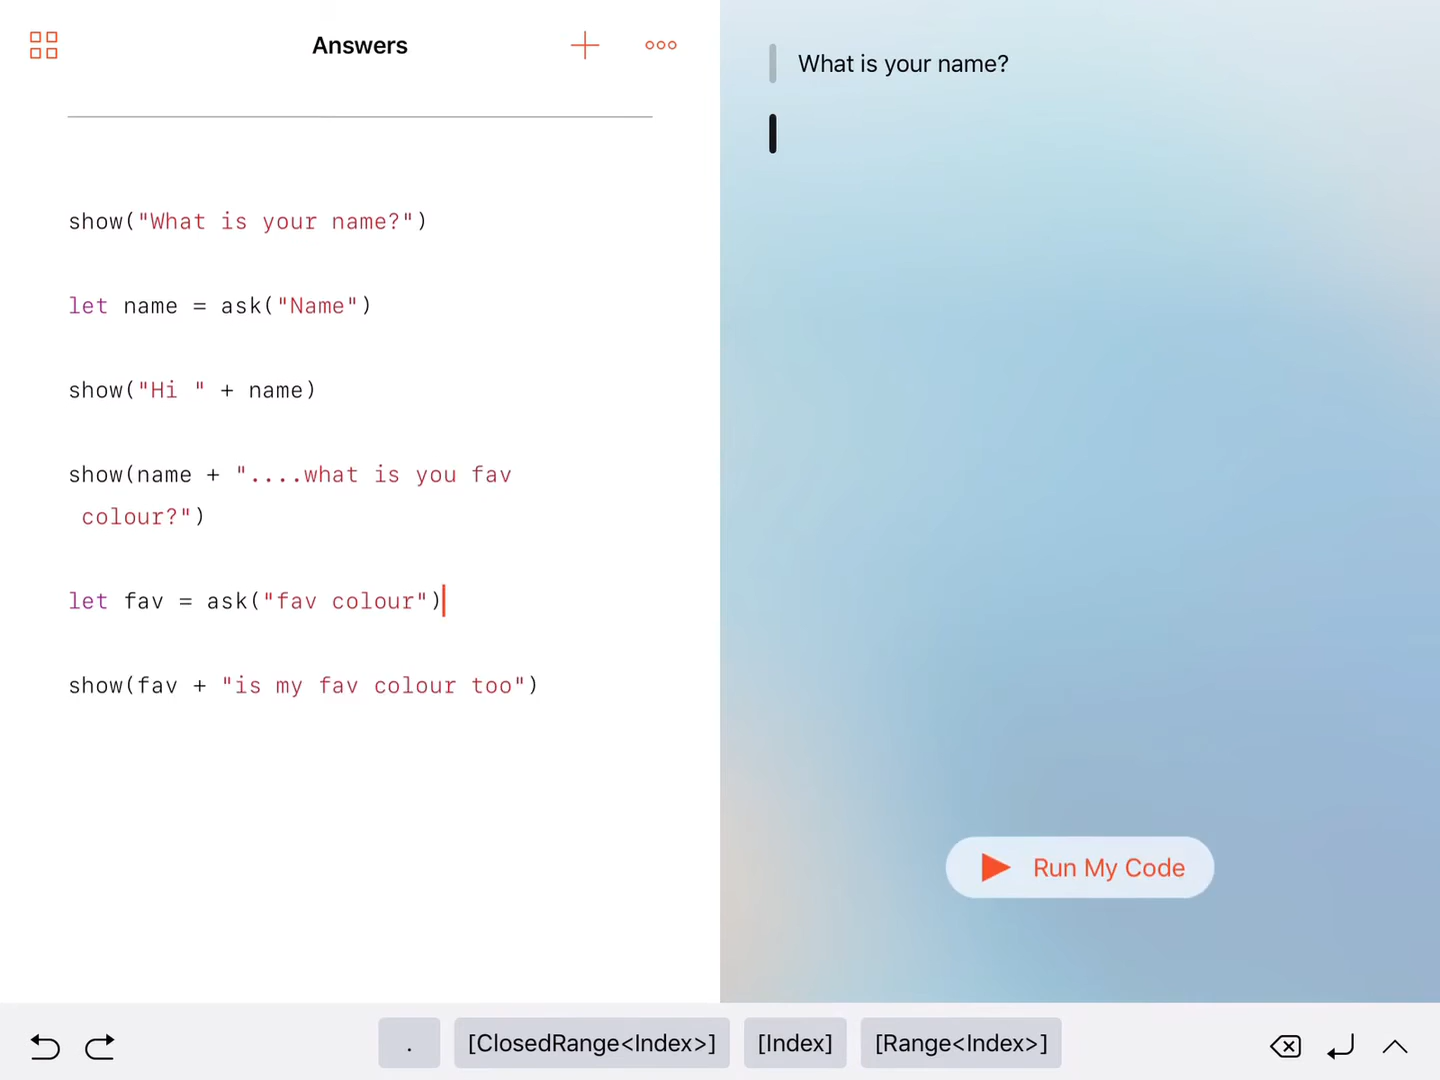 Answers
show("What is your name?")
let name = ask("Name")
show("Hi " + name)
show(name + "....what is you fav
colour?")
let fav = ask("fav colour")
show(fav + "is my fav colour too")
What is your name?
Run My Code
.
[ClosedRange<Index>]
[Index]
[Range<Index>]